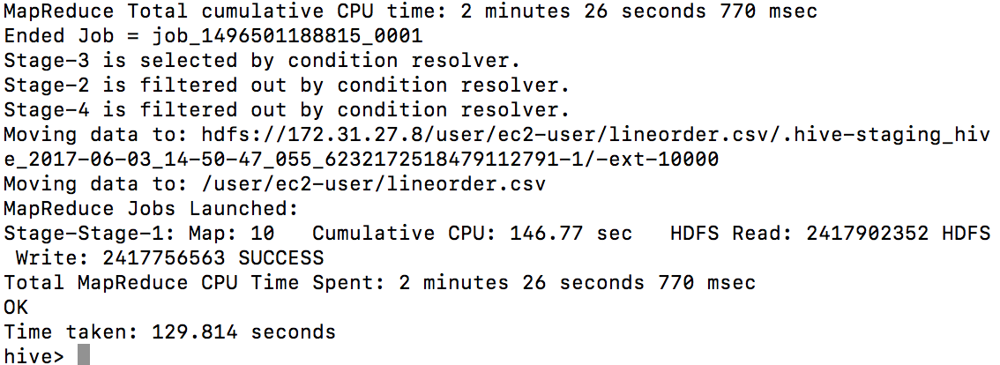 MapReduce Total cumulative CPU time: 2 minutes 26 seconds 770 msec
Ended Job = job_1496501188815_0001
Stage-3 is selected by condition resolver.
Stage-2 is filtered out by condition resolver.
Stage-4 is filtered out by condition resolver.
Moving data to: hdfs://172.31.27.8/user/ec2-user/lineorder.csv/.hive-staging_hiv
e_2017-06-03_14-50-47_055_6232172518479112791-1/-ext-10000
Moving data to: /user/ec2-user/lineorder.csv
MapReduce Jobs Launched:
Stage-Stage-1: Map: 10   Cumulative CPU: 146.77 sec   HDFS Read: 2417902352 HDFS
 Write: 2417756563 SUCCESS
Total MapReduce CPU Time Spent: 2 minutes 26 seconds 770 msec
OK
Time taken: 129.814 seconds
hive>